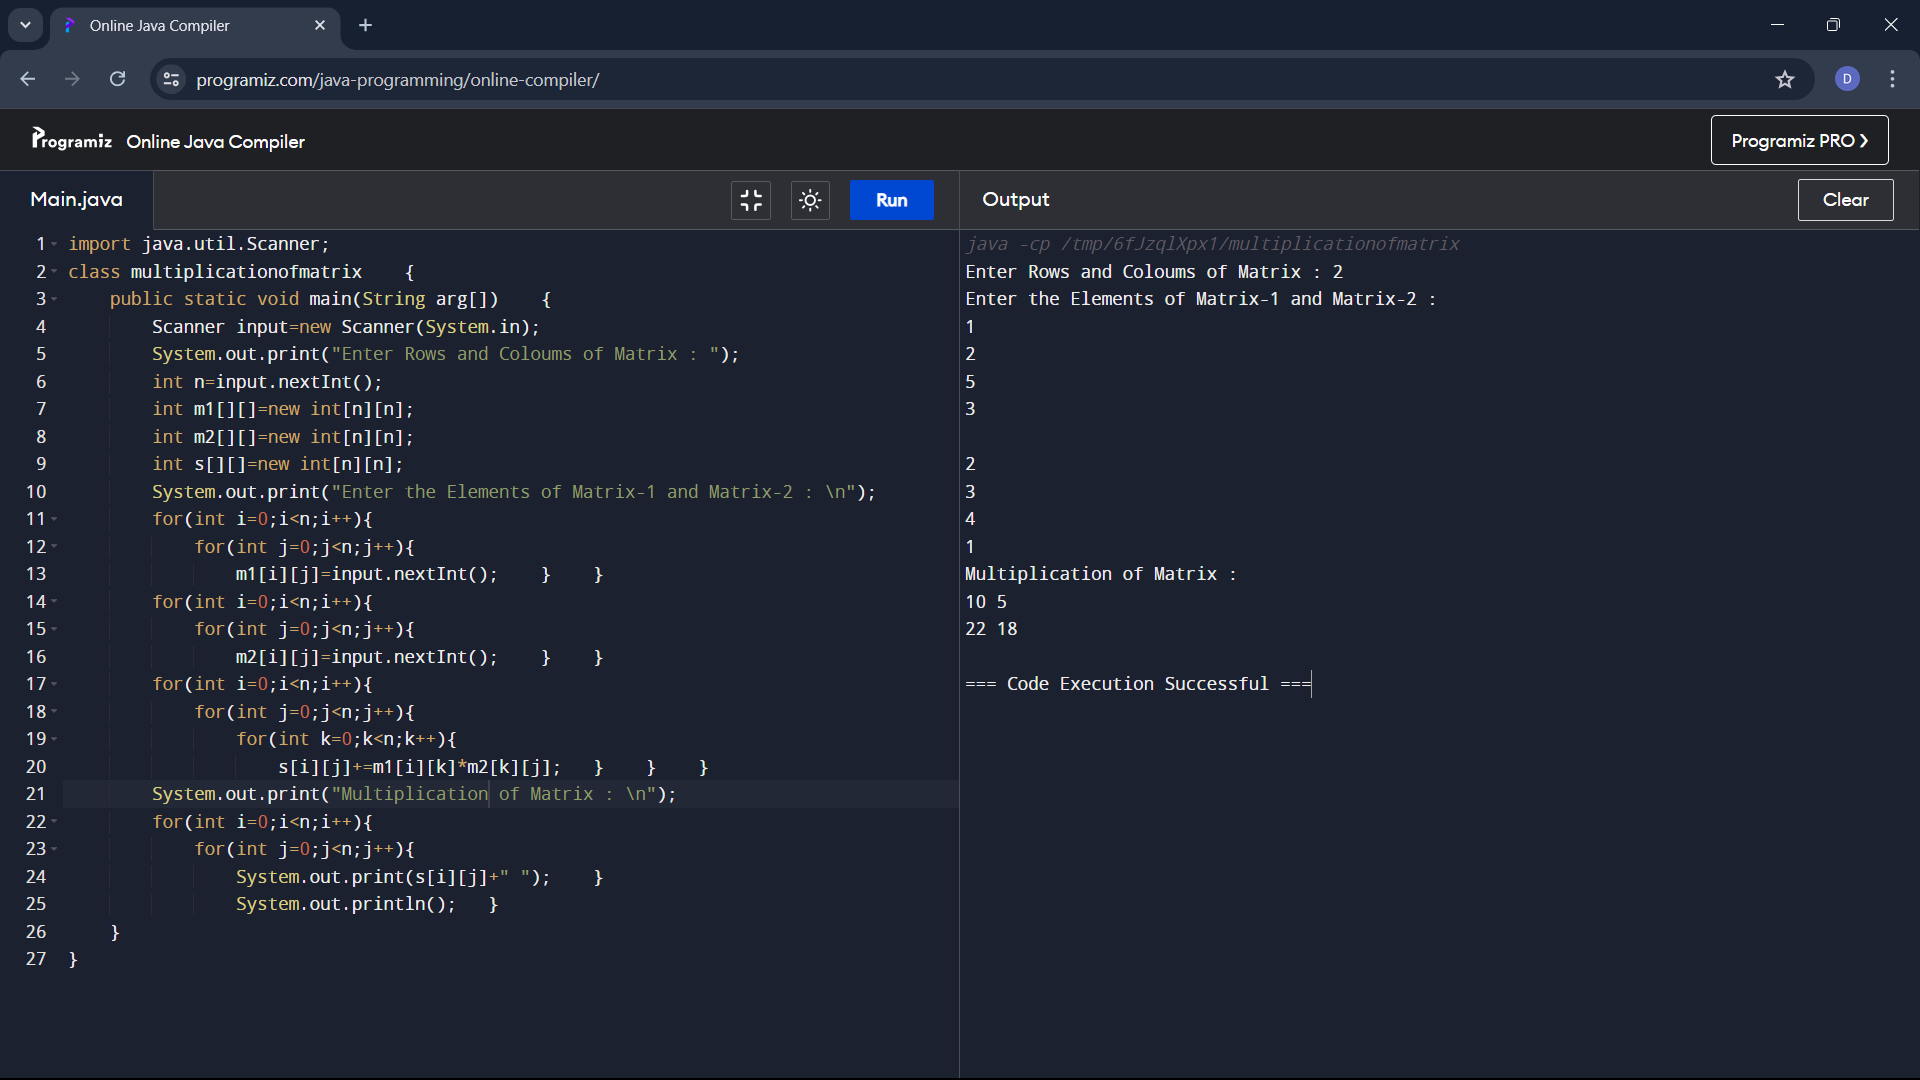 Online Java Compiler
programiz.com/java-programming/online-compiler/
D
Programiz Online Java Compiler
Programiz PRO ❯
Main.java
Run
Output
Clear
1 import java.util.Scanner;
2 class multiplicationofmatrix    {
3     public static void main(String arg[])    {
4         Scanner input=new Scanner(System.in);
5         System.out.print("Enter Rows and Coloums of Matrix : ");
6         int n=input.nextInt();
7         int m1[][]=new int[n][n];
8         int m2[][]=new int[n][n];
9         int s[][]=new int[n][n];
10         System.out.print("Enter the Elements of Matrix-1 and Matrix-2 : \n");
11         for(int i=0;i<n;i++){
12             for(int j=0;j<n;j++){
13                 m1[i][j]=input.nextInt();    }    }
14         for(int i=0;i<n;i++){
15             for(int j=0;j<n;j++){
16                 m2[i][j]=input.nextInt();    }    }
17         for(int i=0;i<n;i++){
18             for(int j=0;j<n;j++){
19                 for(int k=0;k<n;k++){
20                     s[i][j]+=m1[i][k]*m2[k][j];   }    }    }
21         System.out.print("Multiplication of Matrix : \n");
22         for(int i=0;i<n;i++){
23             for(int j=0;j<n;j++){
24                 System.out.print(s[i][j]+" ");    }
25                 System.out.println();   }
26     }
27 }
java -cp /tmp/6fJzqlXpx1/multiplicationofmatrix
Enter Rows and Coloums of Matrix : 2
Enter the Elements of Matrix-1 and Matrix-2 :
1
2
5
3
2
3
4
1
Multiplication of Matrix :
10 5
22 18
=== Code Execution Successful ===